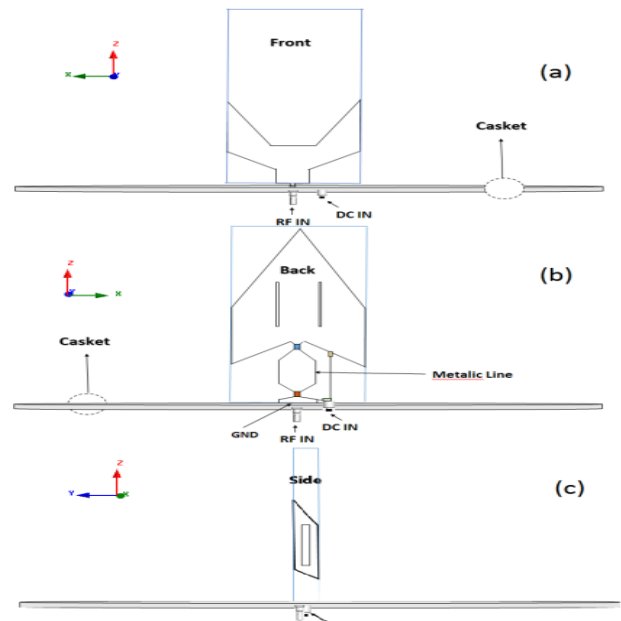 Front
Z
X
Y
(a)
Casket
RF IN
DC IN
Z
Y
X
Back
(b)
Casket
Metalic Line
GND
RF IN
DC IN
Z
Y
X
Side
(c)